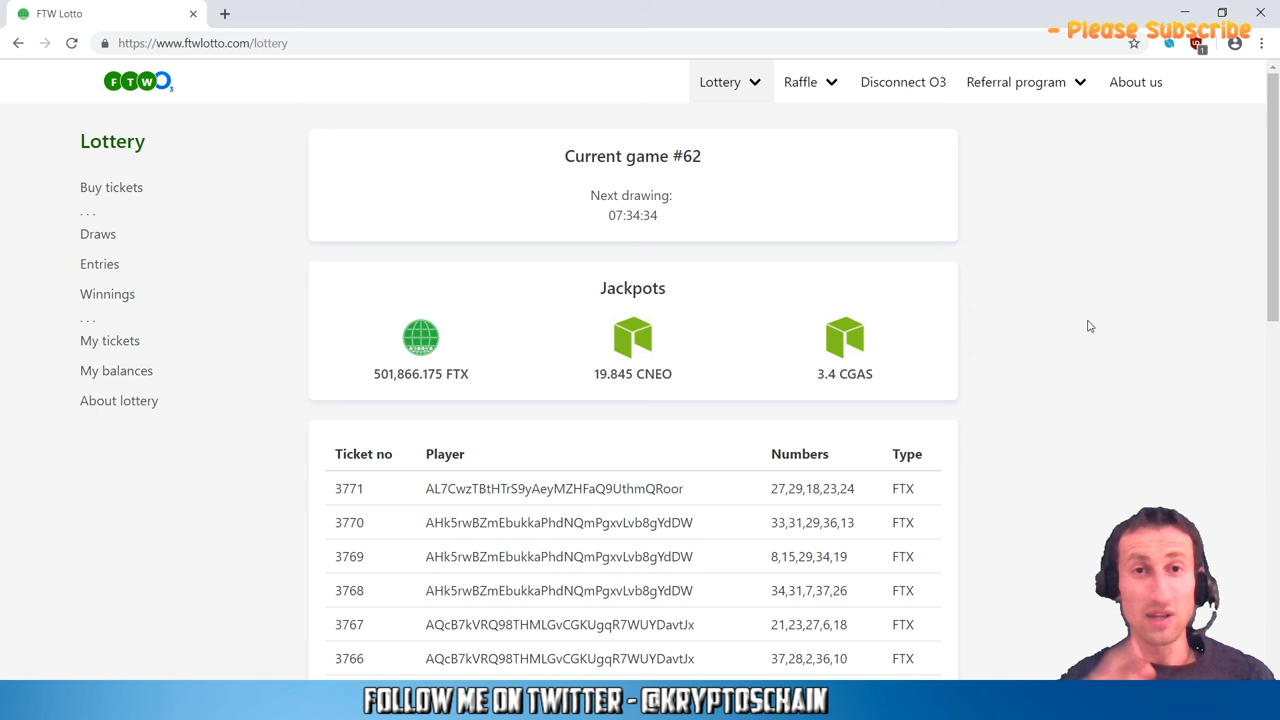 FTW Lotto
- Please Subscribe
https://www.ftwlotto.com/lottery
1
FTWO3
Lottery
Raffle
Disconnect O3
Referral program
About us
Lottery
Buy tickets
. . .
Draws
Entries
Winnings
. . .
My tickets
My balances
About lottery
Current game #62
Next drawing:
07:34:34
Jackpots
501,866.175 FTX
19.845 CNEO
3.4 CGAS
Ticket no Player Numbers Type
3771 AL7CwzTBtHTrS9yAeyMZHFaQ9UthmQRoor 27,29,18,23,24 FTX
3770 AHk5rwBZmEbukkaPhdNQmPgxvLvb8gYdDW 33,31,29,36,13 FTX
3769 AHk5rwBZmEbukkaPhdNQmPgxvLvb8gYdDW 8,15,29,34,19 FTX
3768 AHk5rwBZmEbukkaPhdNQmPgxvLvb8gYdDW 34,31,7,37,26 FTX
3767 AQcB7kVRQ98THMLGvCGKUgqR7WUYDavtJx 21,23,27,6,18 FTX
3766 AQcB7kVRQ98THMLGvCGKUgqR7WUYDavtJx 37,28,2,36,10 FTX
FOLLOW ME ON TWITTER - @KRYPTOSCHAIN